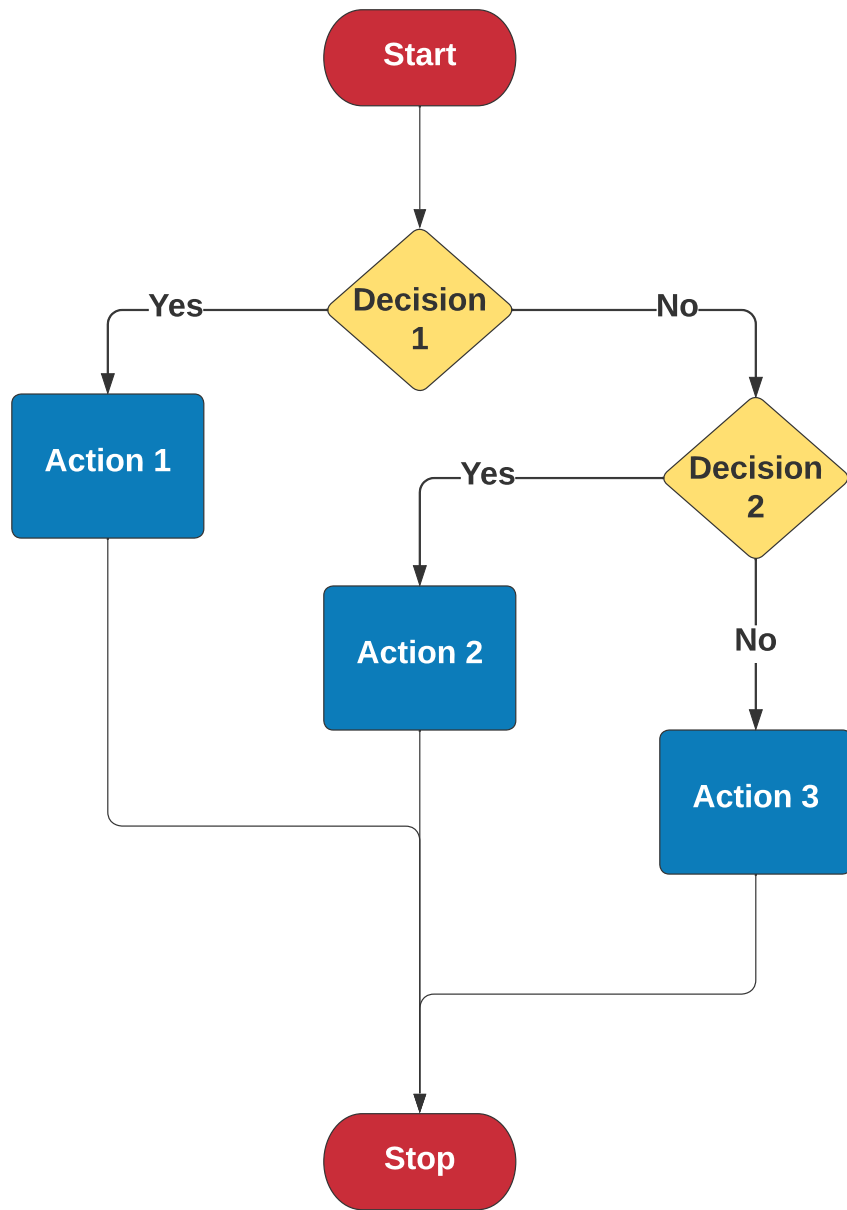 Start
Decision
1
Yes
No
Action 1
Decision
2
Yes
Action 2
No
Action 3
Stop